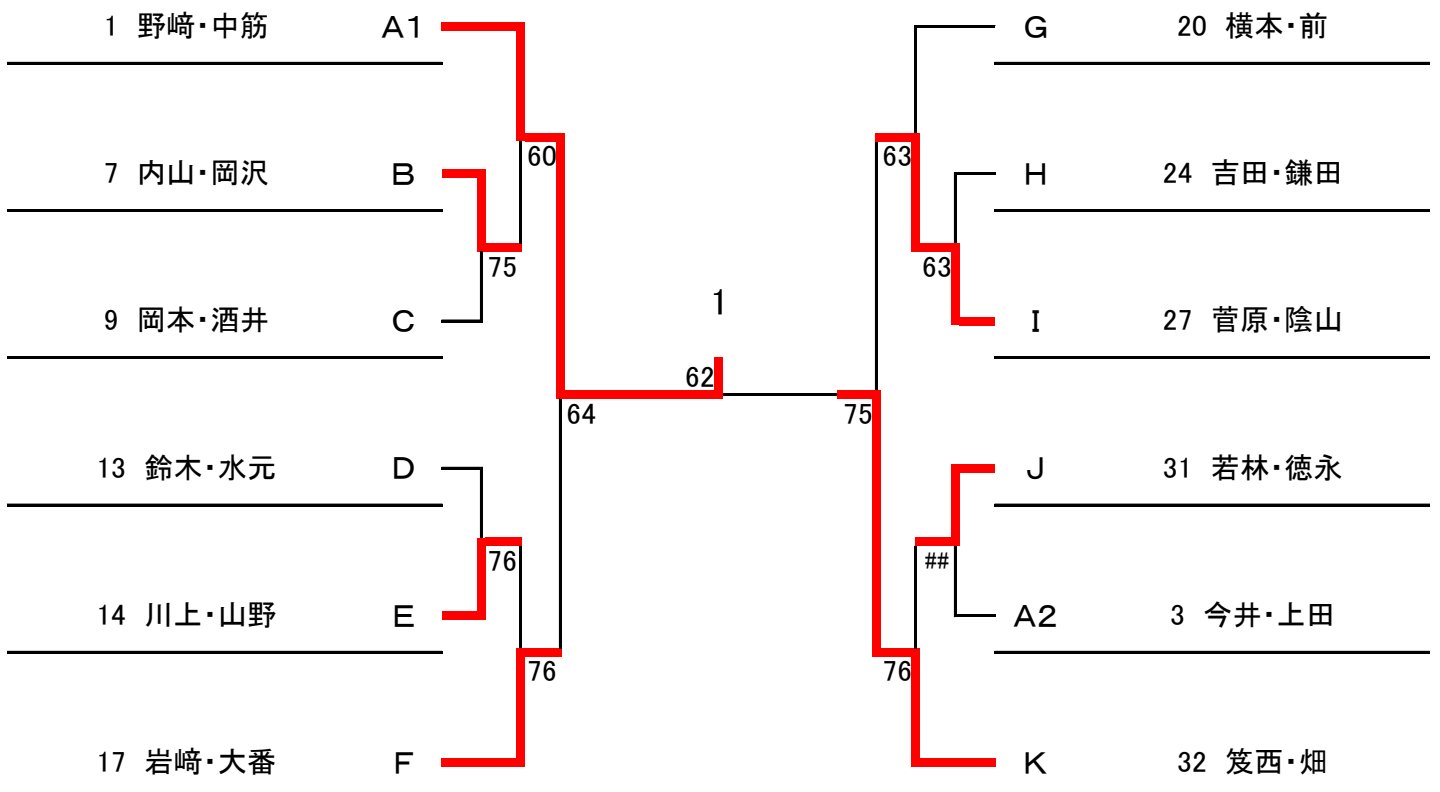 1 野﨑・中筋 A1
7 内山・岡沢 B
9 岡本・酒井 C
13 鈴木・水元 D
14 川上・山野 E
17 岩﨑・大番 F
60
75
76
76
64
1
62
75
63
63
##
76
G 20 横本・前
H 24 吉田・鎌田
I 27 菅原・陰山
J 31 若林・徳永
A2 3 今井・上田
K 32 笈西・畑